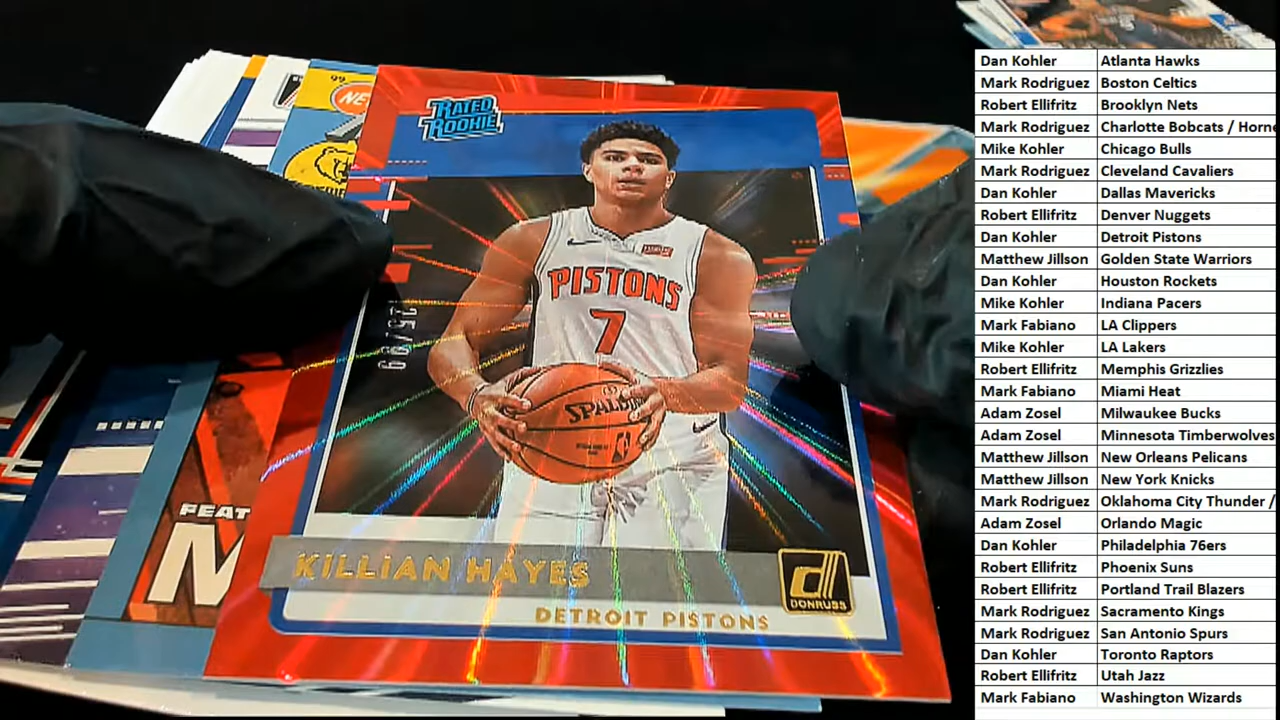 RATED
ROOKIE
99
NE
25/99
PISTONS
7
SPALDING
FEAT
M
KILLIAN HAYES
DONRUSS
DETROIT PISTONS
Dan Kohler Atlanta Hawks
Mark Rodriguez Boston Celtics
Robert Ellifritz Brooklyn Nets
Mark Rodriguez Charlotte Bobcats / Horne
Mike Kohler Chicago Bulls
Mark Rodriguez Cleveland Cavaliers
Dan Kohler Dallas Mavericks
Robert Ellifritz Denver Nuggets
Dan Kohler Detroit Pistons
Matthew Jillson Golden State Warriors
Dan Kohler Houston Rockets
Mike Kohler Indiana Pacers
Mark Fabiano LA Clippers
Mike Kohler LA Lakers
Robert Ellifritz Memphis Grizzlies
Mark Fabiano Miami Heat
Adam Zosel Milwaukee Bucks
Adam Zosel Minnesota Timberwolves
Matthew Jillson New Orleans Pelicans
Matthew Jillson New York Knicks
Mark Rodriguez Oklahoma City Thunder /
Adam Zosel Orlando Magic
Dan Kohler Philadelphia 76ers
Robert Ellifritz Phoenix Suns
Robert Ellifritz Portland Trail Blazers
Mark Rodriguez Sacramento Kings
Mark Rodriguez San Antonio Spurs
Dan Kohler Toronto Raptors
Robert Ellifritz Utah Jazz
Mark Fabiano Washington Wizards